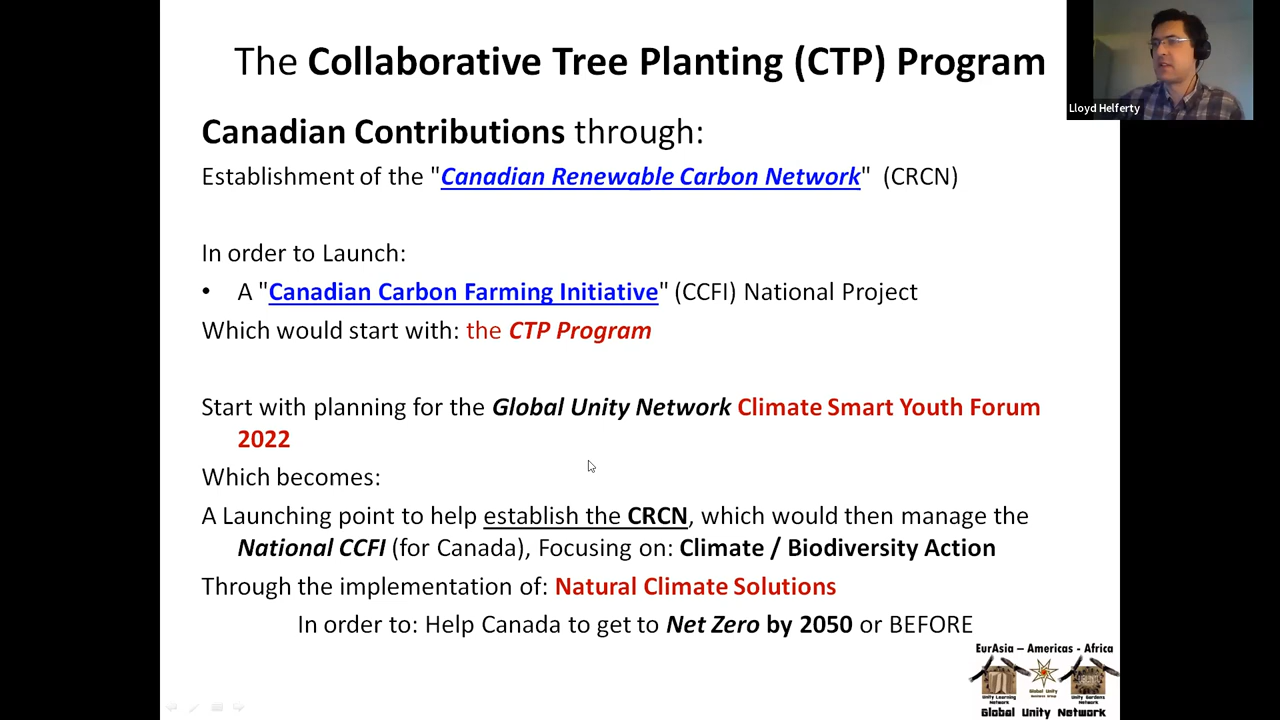 The Collaborative Tree Planting (CTP) Program
Lloyd Helferty
Canadian Contributions through:
Establishment of the "Canadian Renewable Carbon Network" (CRCN)
In order to Launch:
• A "Canadian Carbon Farming Initiative" (CCFI) National Project
Which would start with: the CTP Program
Start with planning for the Global Unity Network Climate Smart Youth Forum
2022
Which becomes:
A Launching point to help establish the CRCN, which would then manage the
National CCFI (for Canada), Focusing on: Climate / Biodiversity Action
Through the implementation of: Natural Climate Solutions
In order to: Help Canada to get to Net Zero by 2050 or BEFORE
EurAsia – Americas - Africa
Unity Learning Network
Global Unity
Unity Gardens Network
Global Unity Network